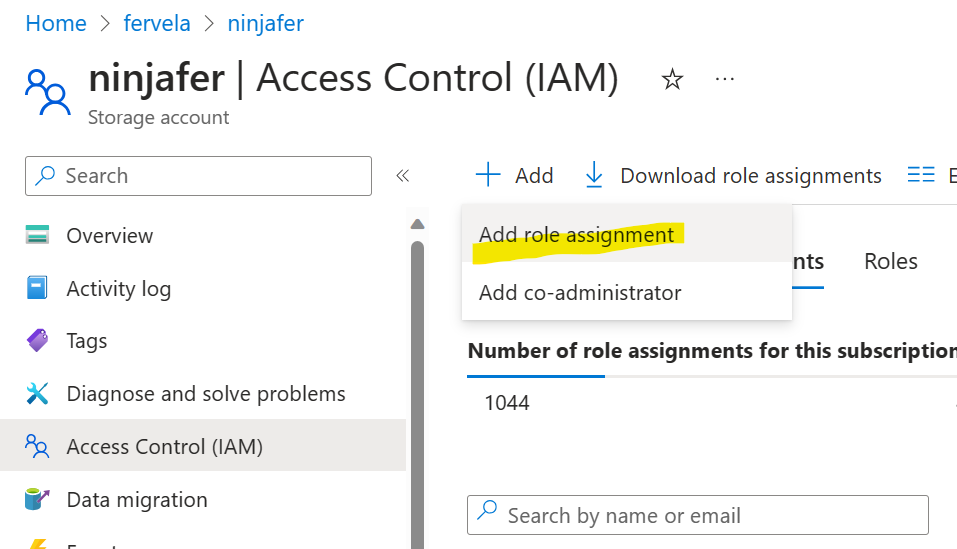 Home > fervela > ninjafer
ninjafer | Access Control (IAM) ☆ ...
Storage account
Search «
Overview
Activity log
Tags
Diagnose and solve problems
Access Control (IAM)
Data migration
+ Add
Download role assignments
Add role assignment
Add co-administrator
nts
Roles
Number of role assignments for this subscription
1044
Search by name or email